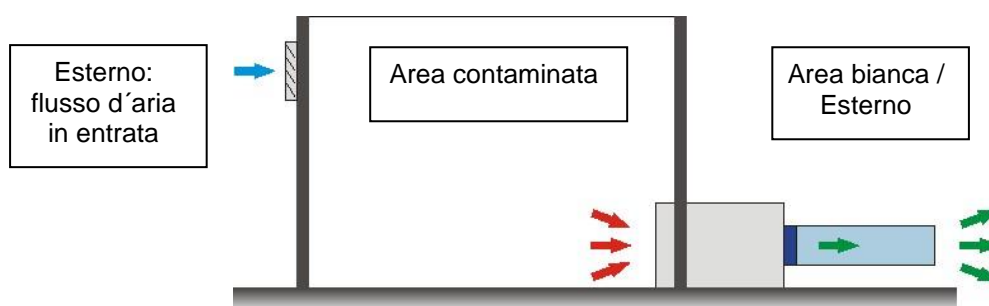 Esterno:
flusso d´aria
in entrata
Area contaminata
Area bianca /
Esterno